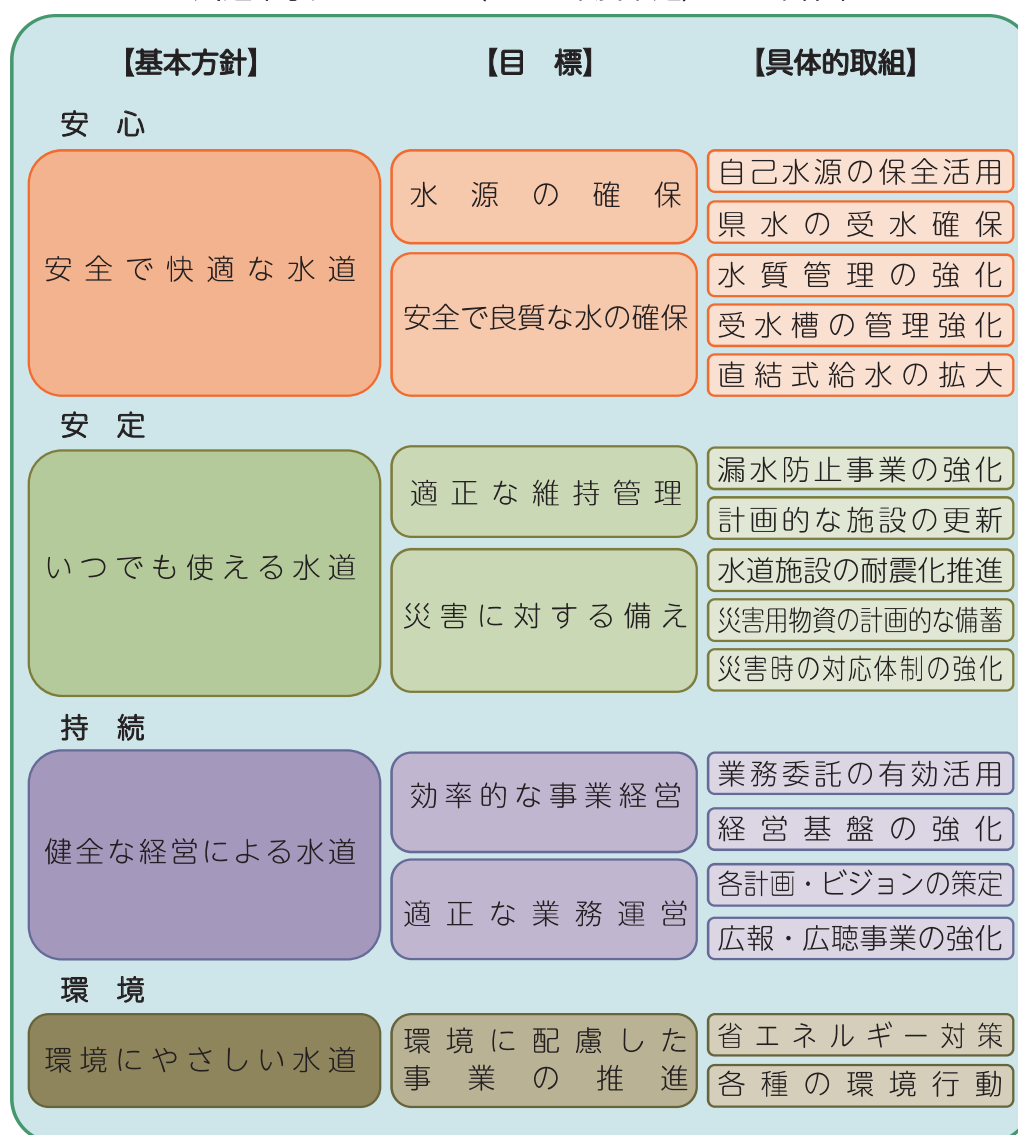 【基本方針】 【目 標】 【具体的取組】
安 心
安全で快適な水道
水源の確保
自己水源の保全活用
県水の受水確保
安全で良質な水の確保
水質管理の強化
受水槽の管理強化
直結式給水の拡大
安 定
いつでも使える水道
適正な維持管理
漏水防止事業の強化
計画的な施設の更新
災害に対する備え
水道施設の耐震化推進
災害用物資の計画的な備蓄
災害時の対応体制の強化
持 続
健全な経営による水道
効率的な事業経営
業務委託の有効活用
経営基盤の強化
適正な業務運営
各計画・ビジョンの策定
広報・広聴事業の強化
環 境
環境にやさしい水道
環境に配慮した
事業の推進
省エネルギー対策
各種の環境行動